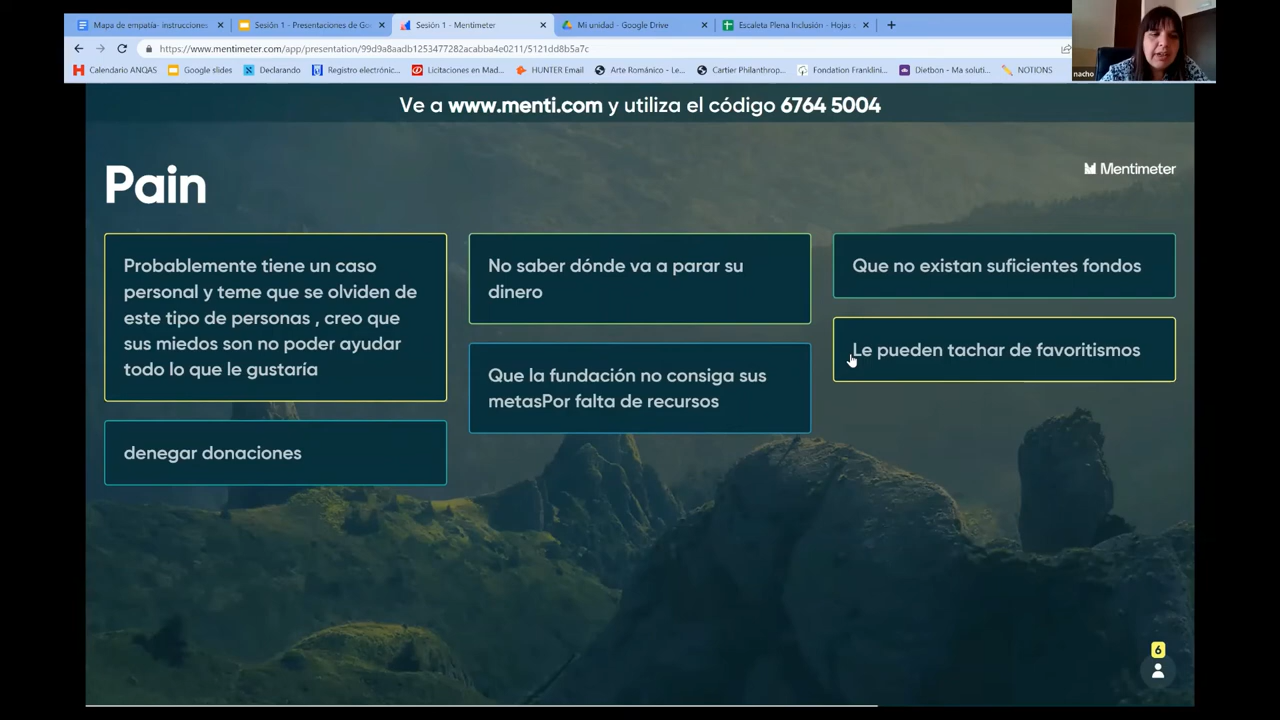 Mapa de empatía- instrucciones
Sesión 1 - Presentaciones de Go
Sesión 1 - Mentimeter
Mi unidad - Google Drive
Escaleta Plena Inclusión - Hojas
https://www.mentimeter.com/app/presentation/99d9a8aadb1253477282acabba4e0211/5121dd8b5a7c
Calendario ANQAS
Google slides
Declarando
Registro electrónic...
Licitaciones en Mad...
HUNTER Email
Arte Románico - Le...
Cartier Philanthrop...
Fondation Franklini...
Dietbon - Ma soluti...
NOTIONS
nacho
Ve a www.menti.com y utiliza el código 6764 5004
Mentimeter
Pain
Probablemente tiene un caso
personal y teme que se olviden de
este tipo de personas , creo que
sus miedos son no poder ayudar
todo lo que le gustaría
denegar donaciones
No saber dónde va a parar su
dinero
Que la fundación no consiga sus
metasPor falta de recursos
Que no existan suficientes fondos
Le pueden tachar de favoritismos
6